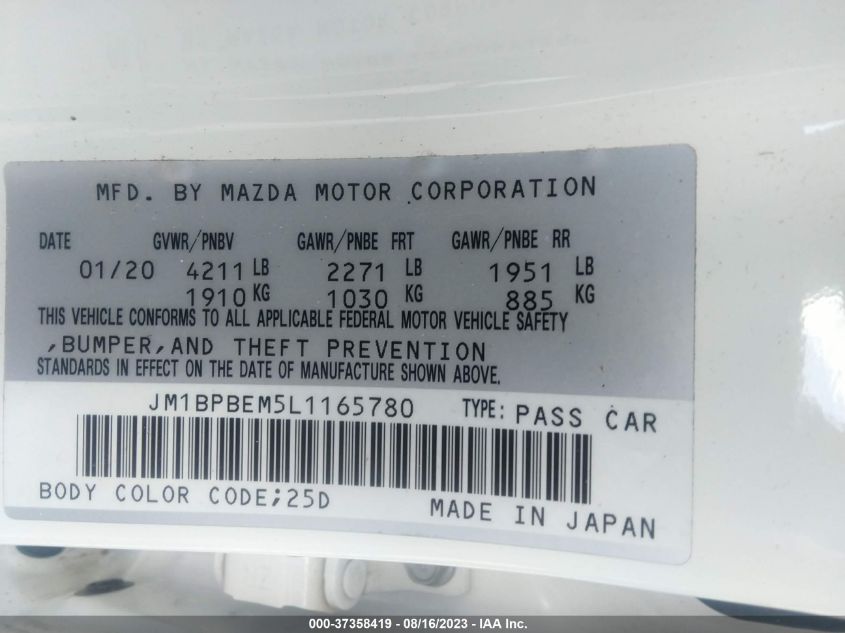 MFD. BY MAZDA MOTOR CORPORATION
DATE GVWR/PNBV GAWR/PNBE FRT GAWR/PNBE RR
01/20 4211 LB 2271 LB 1951 LB
1910 KG 1030 KG 885 KG
THIS VEHICLE CONFORMS TO ALL APPLICABLE FEDERAL MOTOR VEHICLE SAFETY
,BUMPER,AND THEFT PREVENTION
STANDARDS IN EFFECT ON THE DATE OF MANUFACTURE SHOWN ABOVE.
JM1BPBEM5L1165780 TYPE: PASS CAR
BODY COLOR CODE;25D MADE IN JAPAN
000-37358419 - 08/16/2023 - IAA Inc.